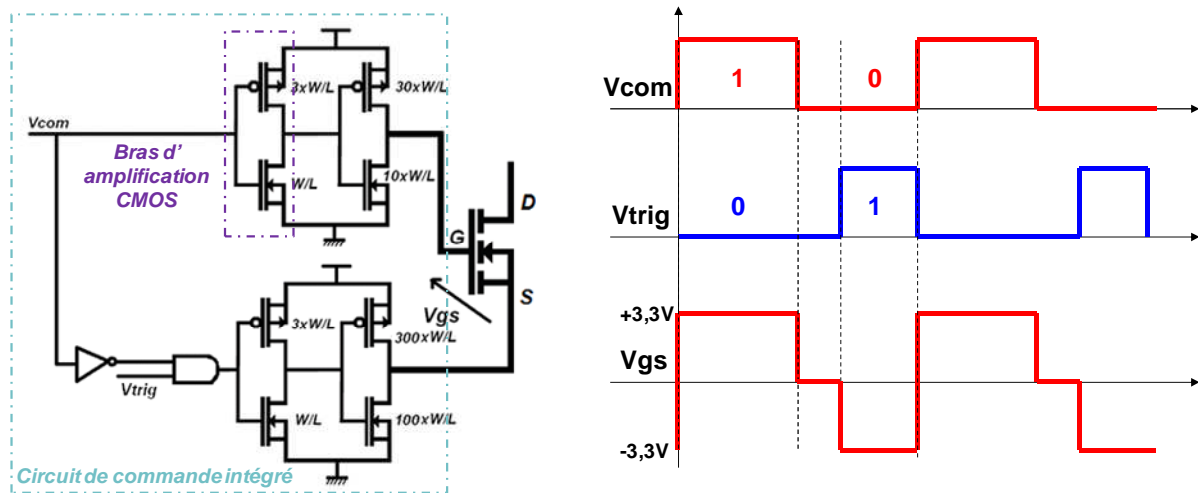 Vcom
3xW/L
30xW/L
Bras d'
amplification
CMOS
W/L
10xW/L
D
G
S
Vgs
3xW/L
300xW/L
Vtrig
W/L
100xW/L
Circuit de commande intégré
Vcom
1
0
Vtrig
0
1
+3,3V
Vgs
-3,3V